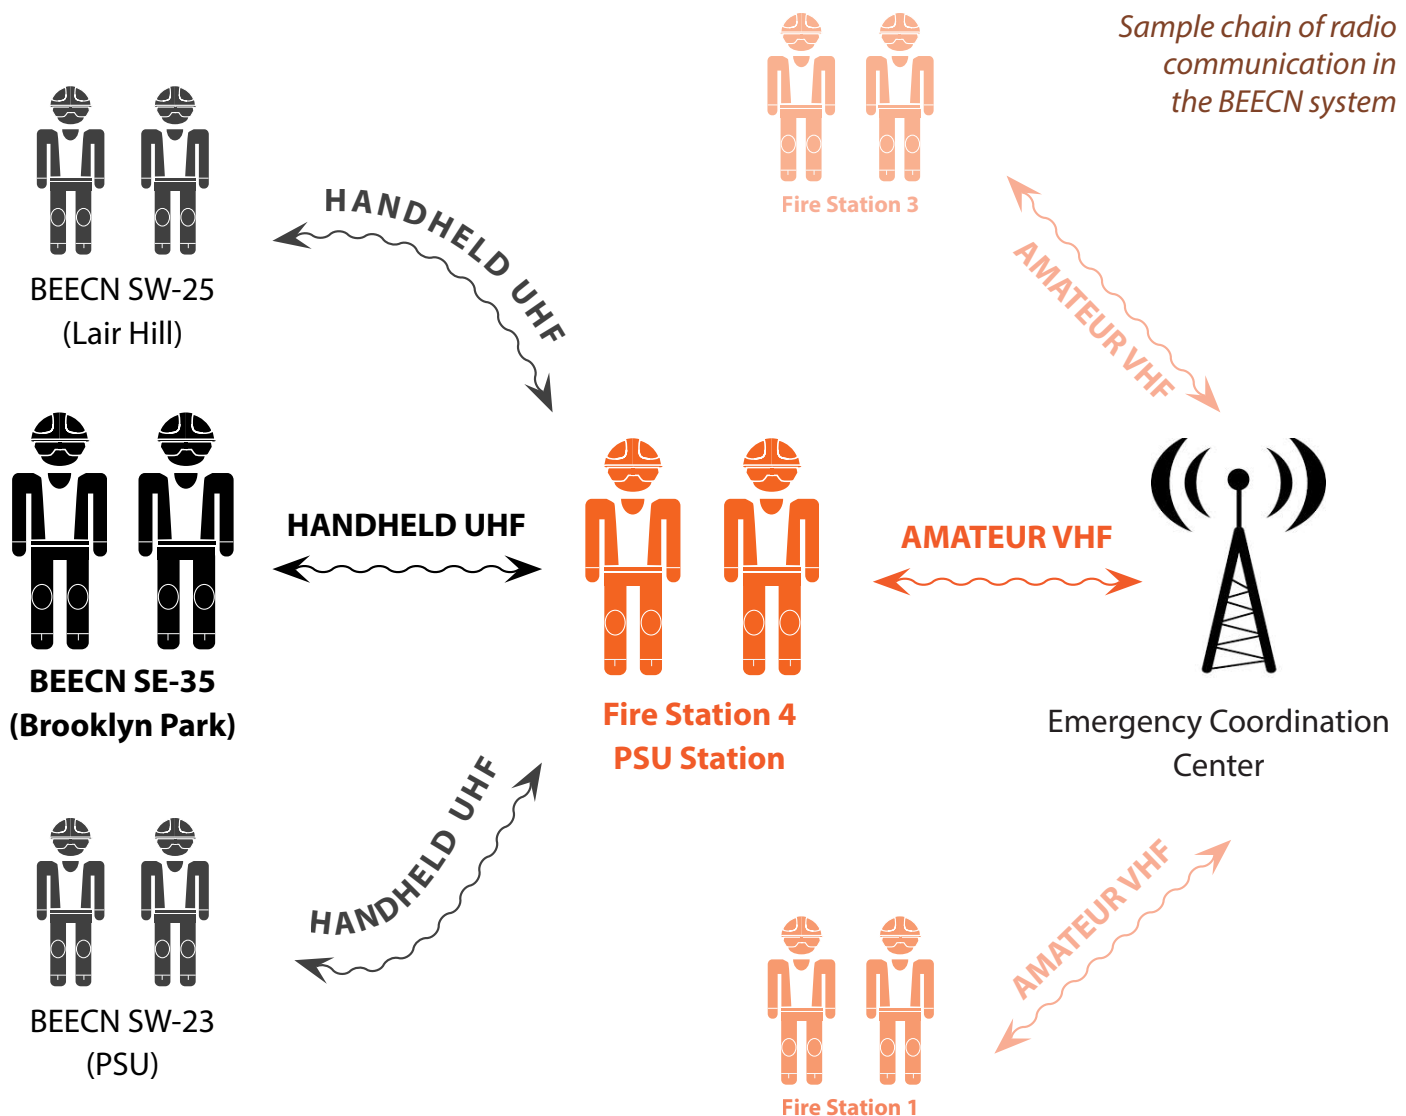 Sample chain of radio
communication in
the BEECN system
Fire Station 3
HANDHELD UHF
BEECN SW-25
(Lair Hill)
AMATEUR VHF
HANDHELD UHF
AMATEUR VHF
BEECN SE-35
(Brooklyn Park)
Fire Station 4
PSU Station
Emergency Coordination
Center
HANDHELD UHF
AMATEUR VHF
BEECN SW-23
(PSU)
Fire Station 1